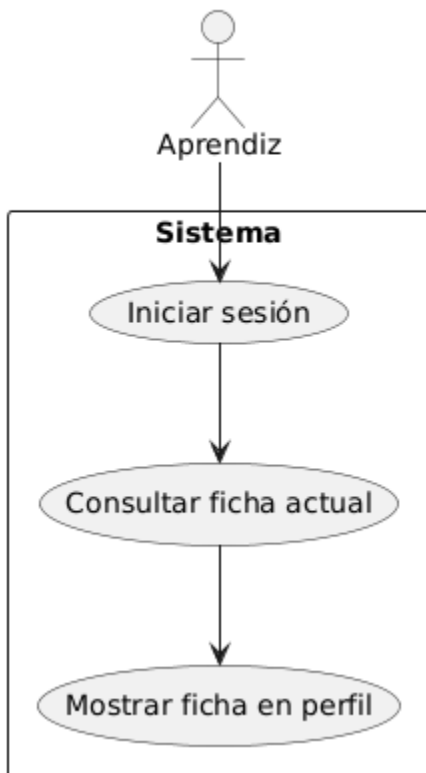 Aprendiz
Sistema
Iniciar sesión
Consultar ficha actual
Mostrar ficha en perfil